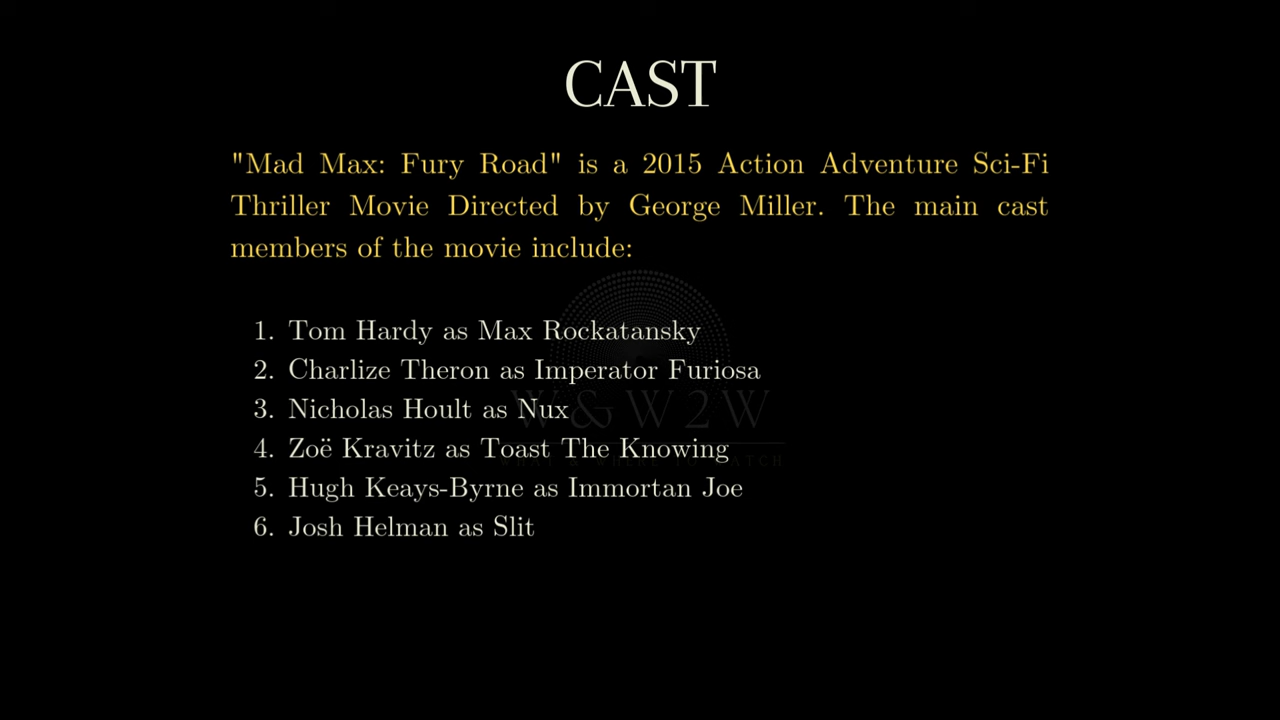 CAST
"Mad Max: Fury Road" is a 2015 Action Adventure Sci-Fi
Thriller Movie Directed by George Miller. The main cast
members of the movie include:
1. Tom Hardy as Max Rockatansky
2. Charlize Theron as Imperator Furiosa
3. Nicholas Hoult as Nux
W&W2W
4. Zoë Kravitz as Toast The Knowing
5. Hugh Keays-Byrne as Immortan Joe
6. Josh Helman as Slit